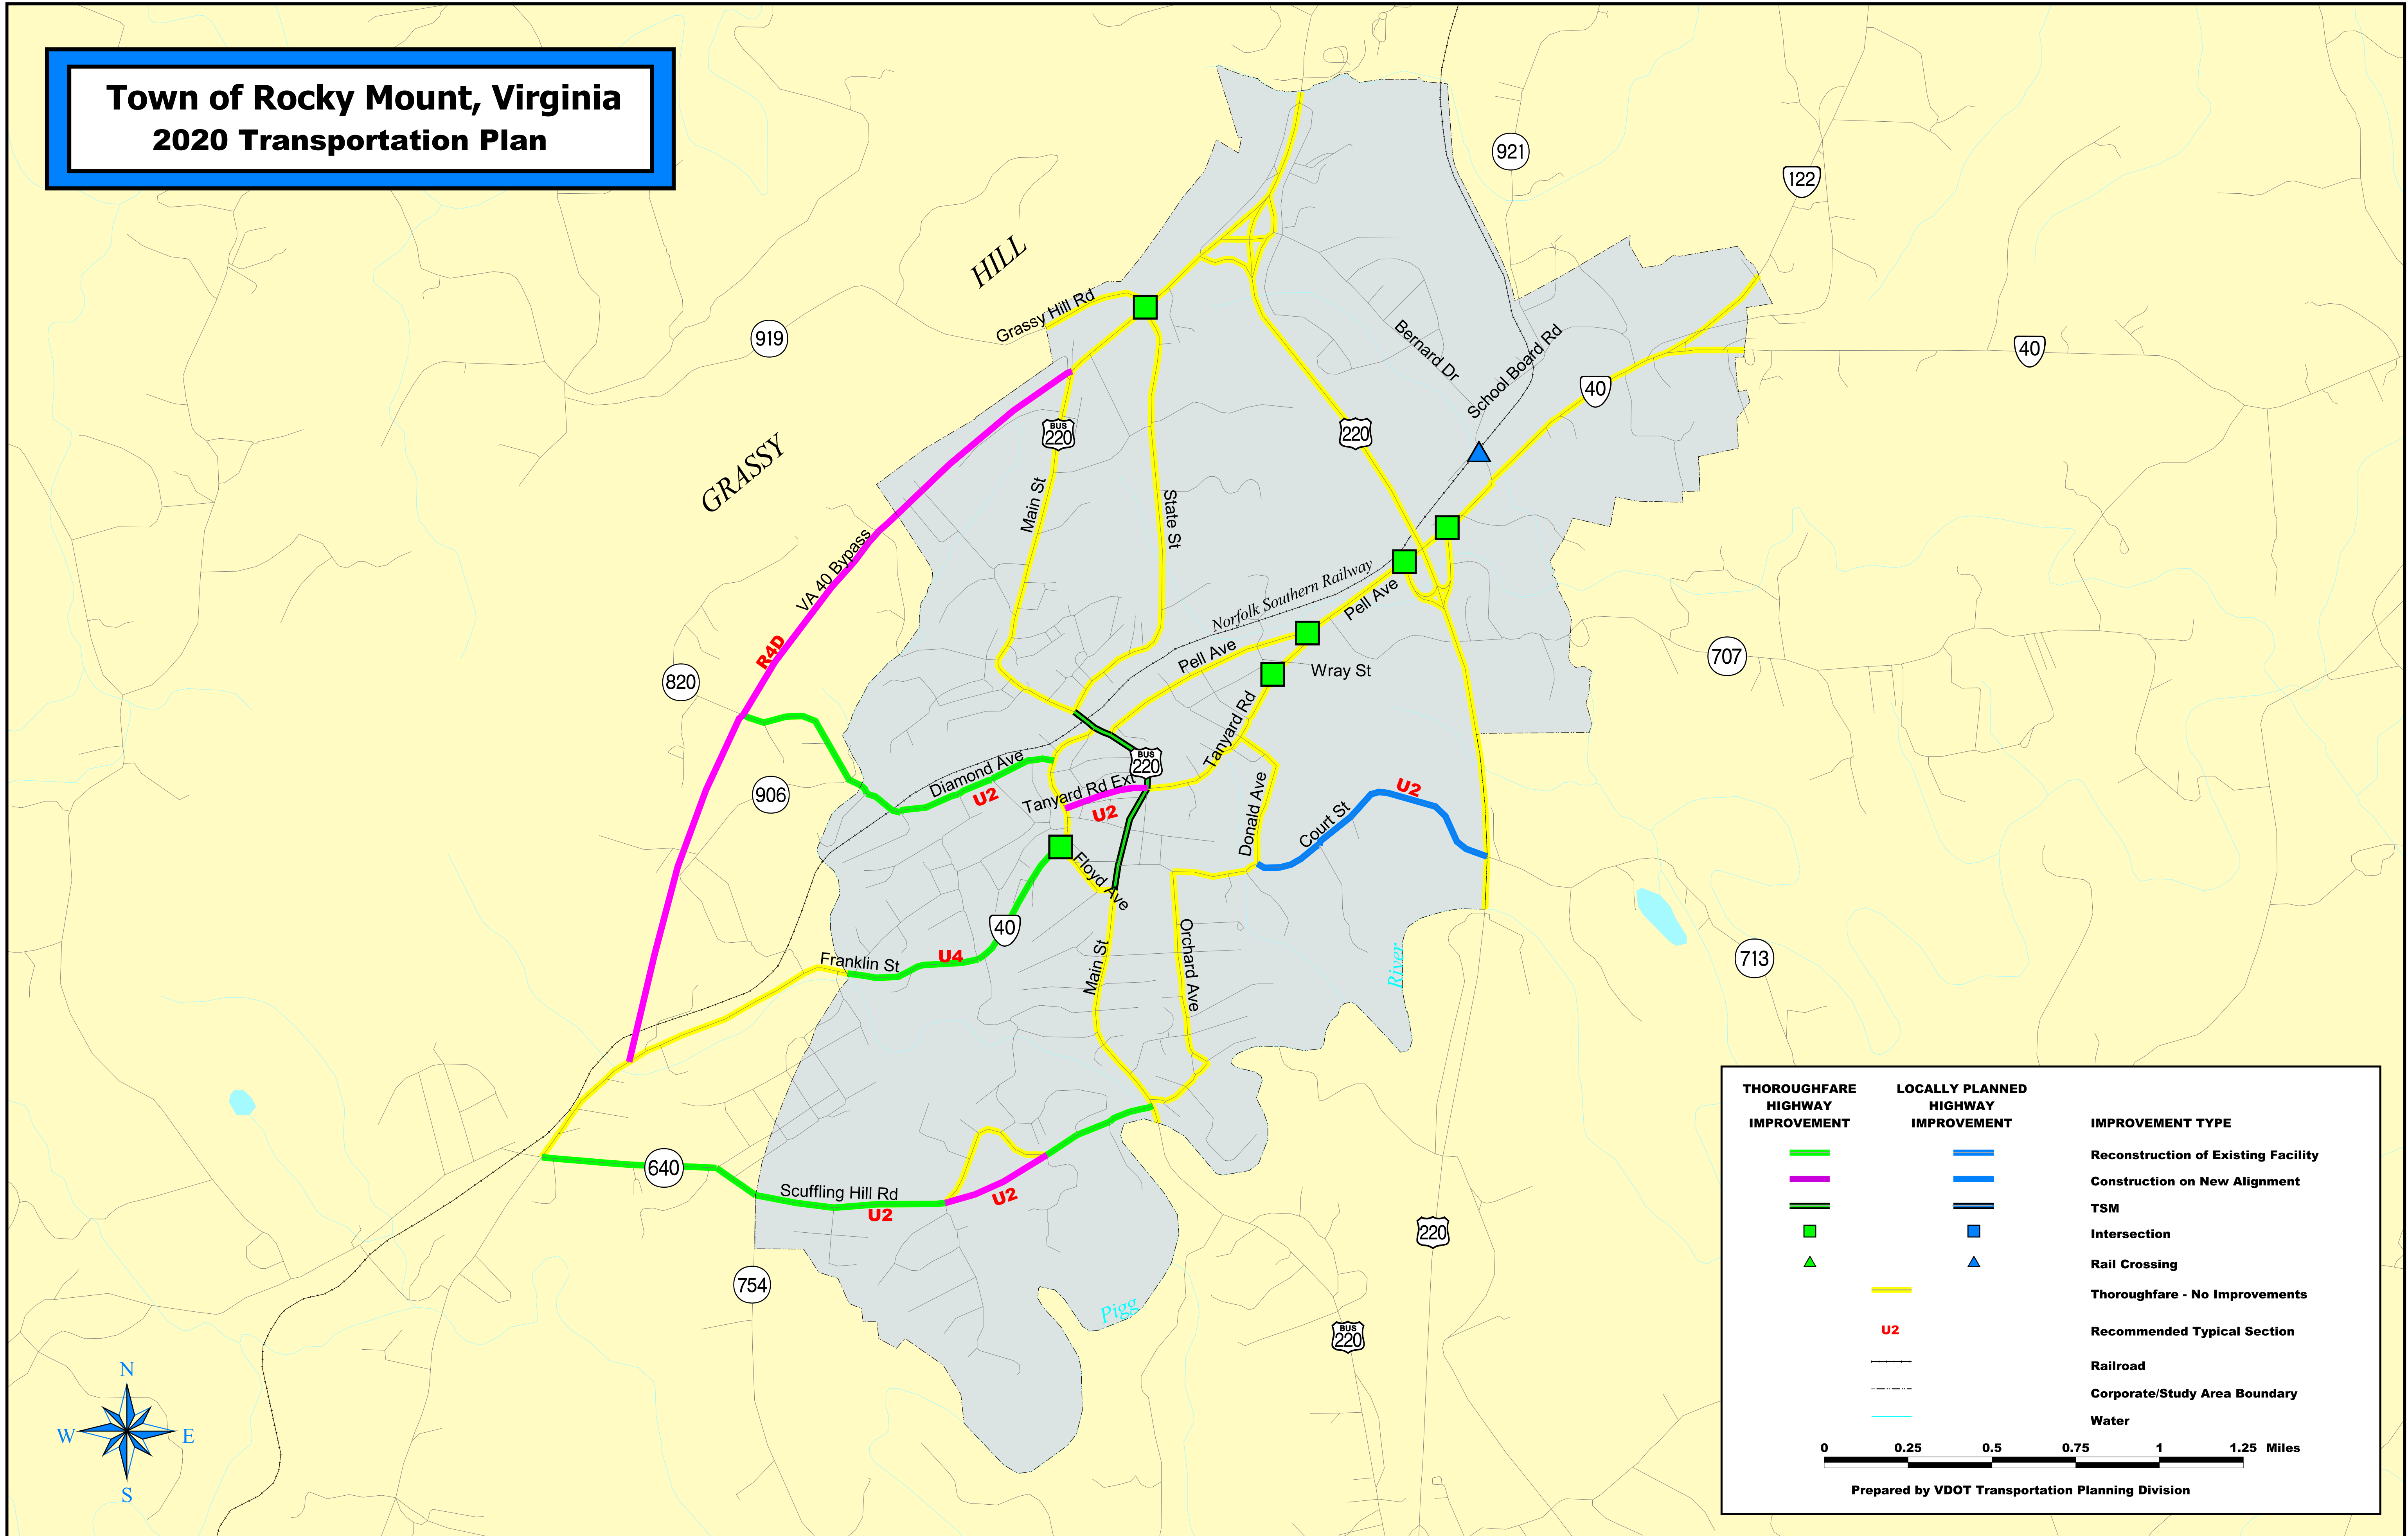 Town of Rocky Mount, Virginia
2020 Transportation Plan
921
122
HILL
Grassy Hill Rd
919
Bernard Dr
School Board Rd
40
40
BUS
220
220
GRASSY
Main St
State St
VA 40 Bypass
Norfolk Southern Railway
Pell Ave
R4D
Pell Ave
Wray St
707
820
Tanyard Rd
BUS
220
Diamond Ave
U2
906
Tanyard Rd Ext
U2
Donald Ave
Court St
U2
Floyd Ave
40
Franklin St
U4
Main St
Orchard Ave
River
713
640
Scuffling Hill Rd
U2
U2
220
754
Pigg
BUS
220
N
W
E
S
THOROUGHFARE
HIGHWAY
IMPROVEMENT
LOCALLY PLANNED
HIGHWAY
IMPROVEMENT
IMPROVEMENT TYPE
Reconstruction of Existing Facility
Construction on New Alignment
TSM
Intersection
Rail Crossing
Thoroughfare - No Improvements
U2
Recommended Typical Section
Railroad
Corporate/Study Area Boundary
Water
0 0.25 0.5 0.75 1 1.25 Miles
Prepared by VDOT Transportation Planning Division